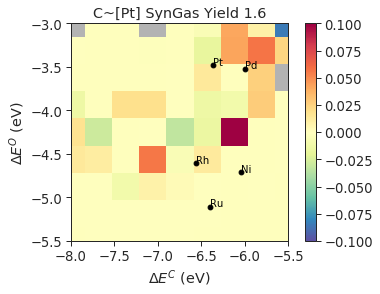 C~[Pt] SynGas Yield 1.6
−3.0
−3.5
−4.0
−4.5
−5.0
−5.5
ΔE^O (eV)
Pt
Pd
Rh
Ni
Ru
−8.0 −7.5 −7.0 −6.5 −6.0 −5.5
ΔE^C (eV)
0.100
0.075
0.050
0.025
0.000
−0.025
−0.050
−0.075
−0.100